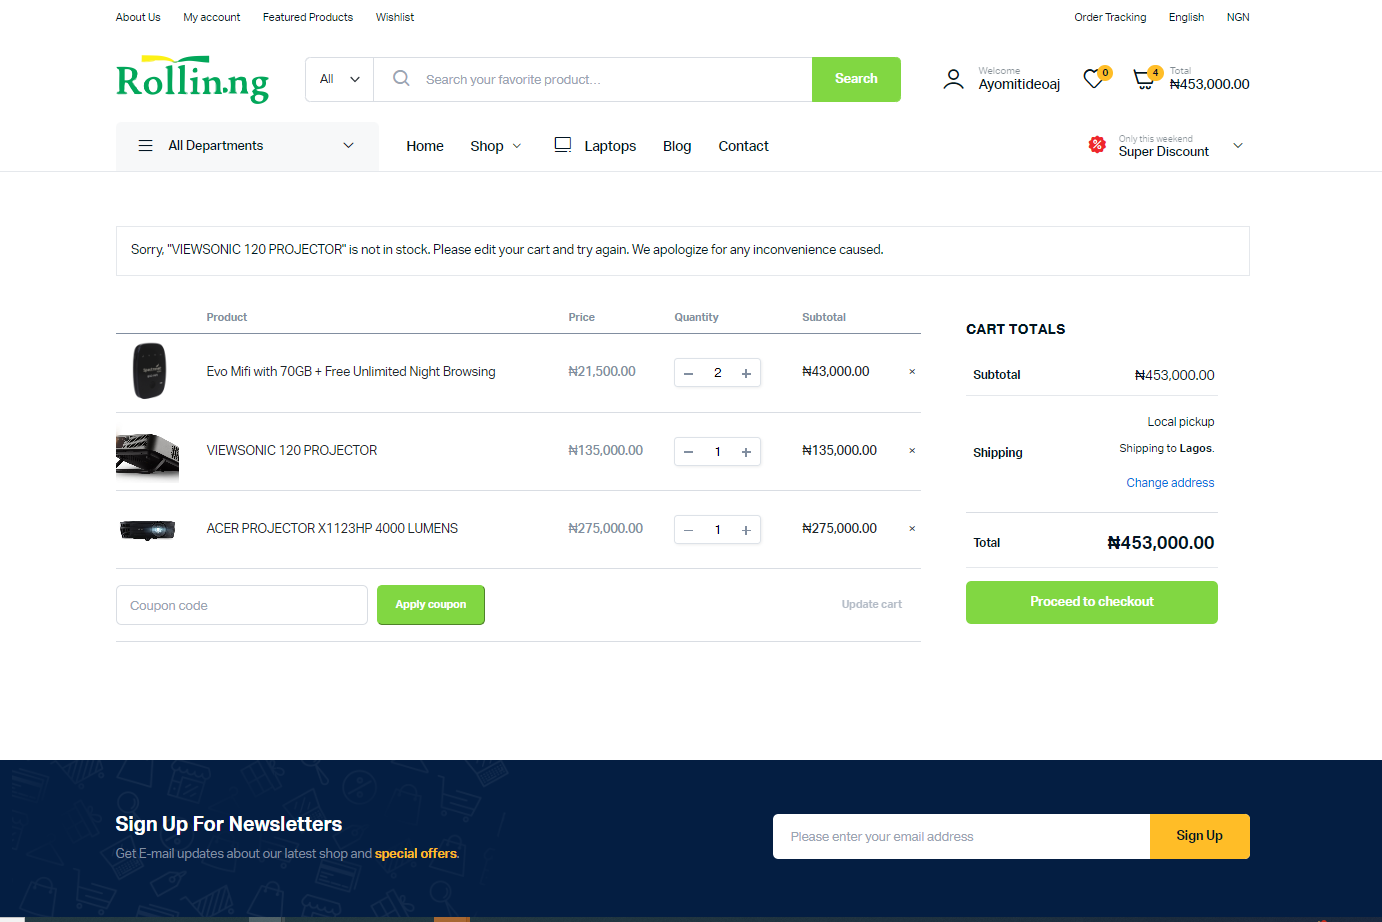 About Us My account Featured Products Wishlist Order Tracking English NGN
Rollin.ng
All Search your favorite product... Search
Welcome
Ayomitideoaj
0
4
Total
₦453,000.00
All Departments Home Shop Laptops Blog Contact
Only this weekend
Super Discount
Sorry, "VIEWSONIC 120 PROJECTOR" is not in stock. Please edit your cart and try again. We apologize for any inconvenience caused.
Product Price Quantity Subtotal
Evo Mifi with 70GB + Free Unlimited Night Browsing ₦21,500.00 − 2 + ₦43,000.00 ×
VIEWSONIC 120 PROJECTOR ₦135,000.00 − 1 + ₦135,000.00 ×
ACER PROJECTOR X1123HP 4000 LUMENS ₦275,000.00 − 1 + ₦275,000.00 ×
Coupon code Apply coupon Update cart
CART TOTALS
Subtotal ₦453,000.00
Local pickup
Shipping Shipping to Lagos.
Change address
Total ₦453,000.00
Proceed to checkout
Sign Up For Newsletters
Get E-mail updates about our latest shop and special offers.
Please enter your email address Sign Up